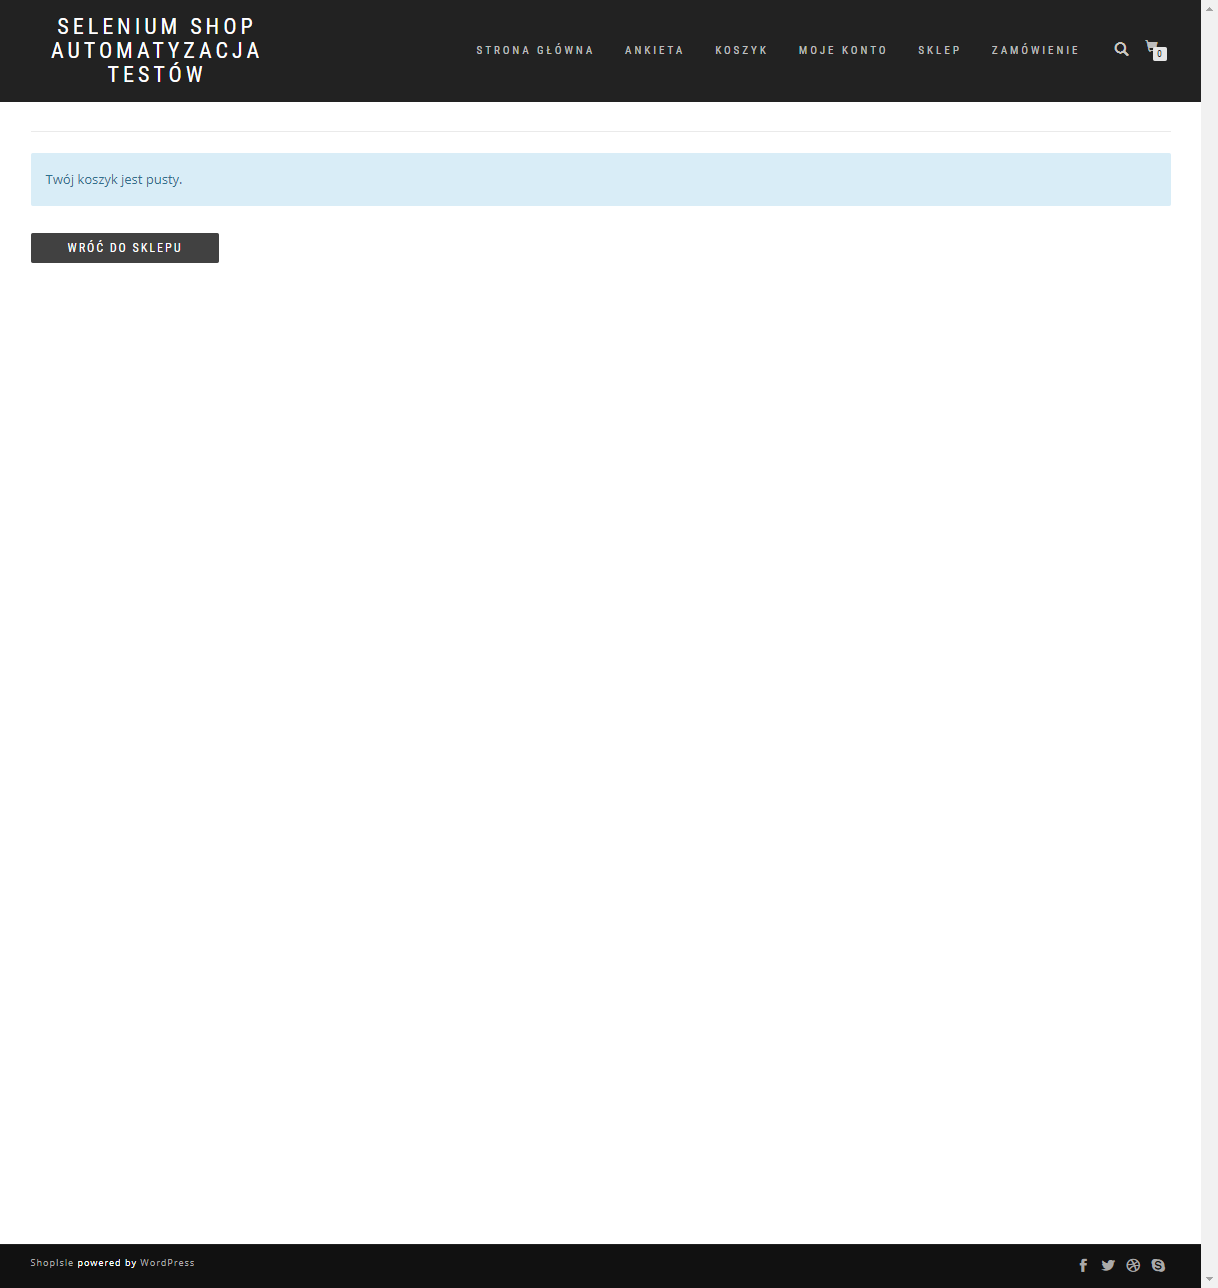 SELENIUM SHOP
AUTOMATYZACJA
TESTÓW
STRONA GŁÓWNA ANKIETA KOSZYK MOJE KONTO SKLEP ZAMÓWIENIE
0
Twój koszyk jest pusty.
WRÓĆ DO SKLEPU
ShopIsle powered by WordPress